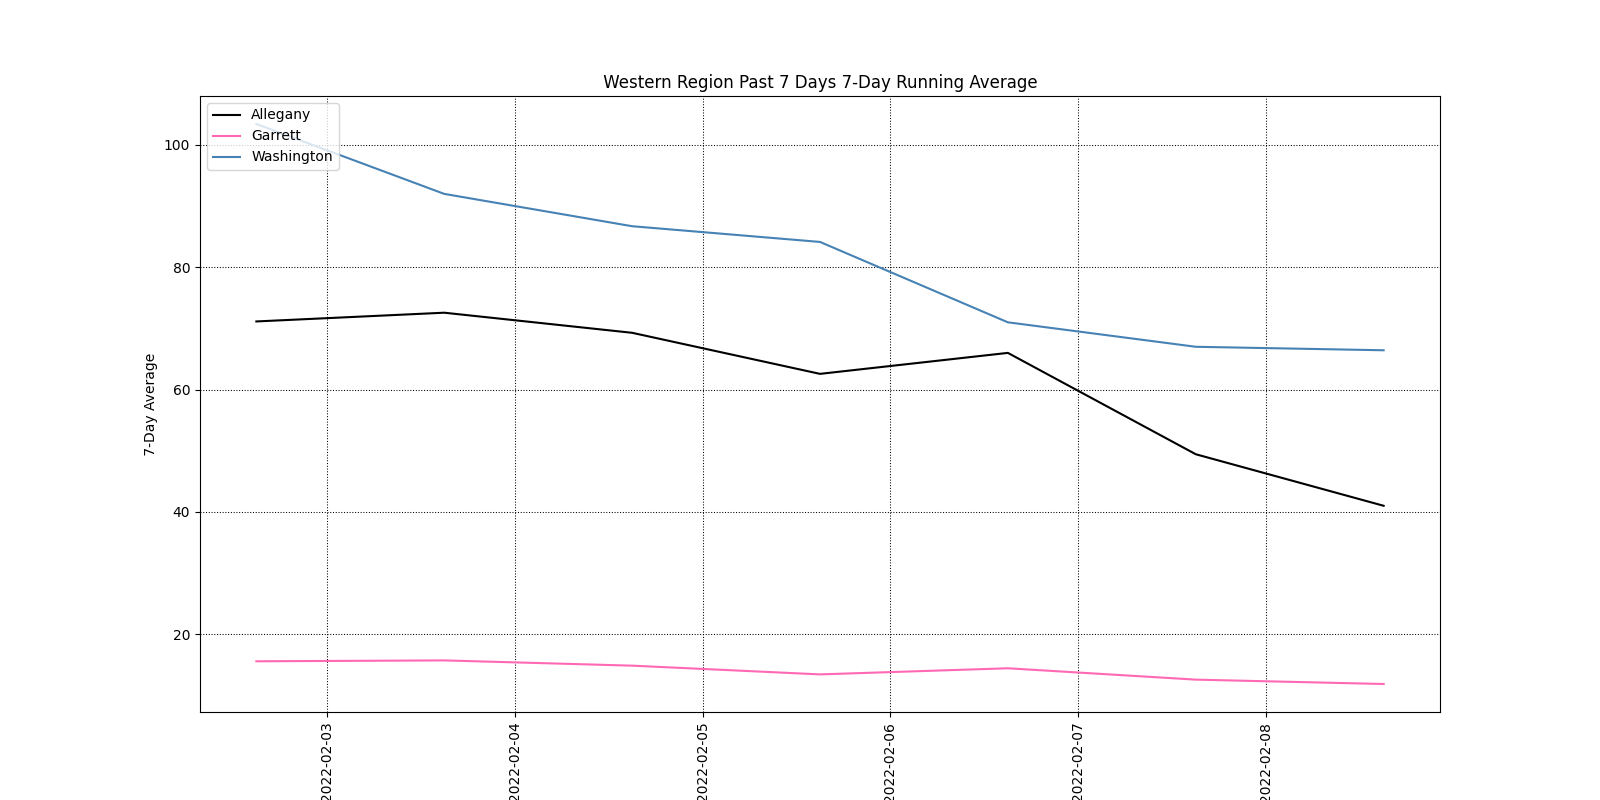 Western Region Past 7 Days 7-Day Running Average
Allegany
Garrett
Washington
7-Day Average
100
80
60
40
20
2022-02-03
2022-02-04
2022-02-05
2022-02-06
2022-02-07
2022-02-08